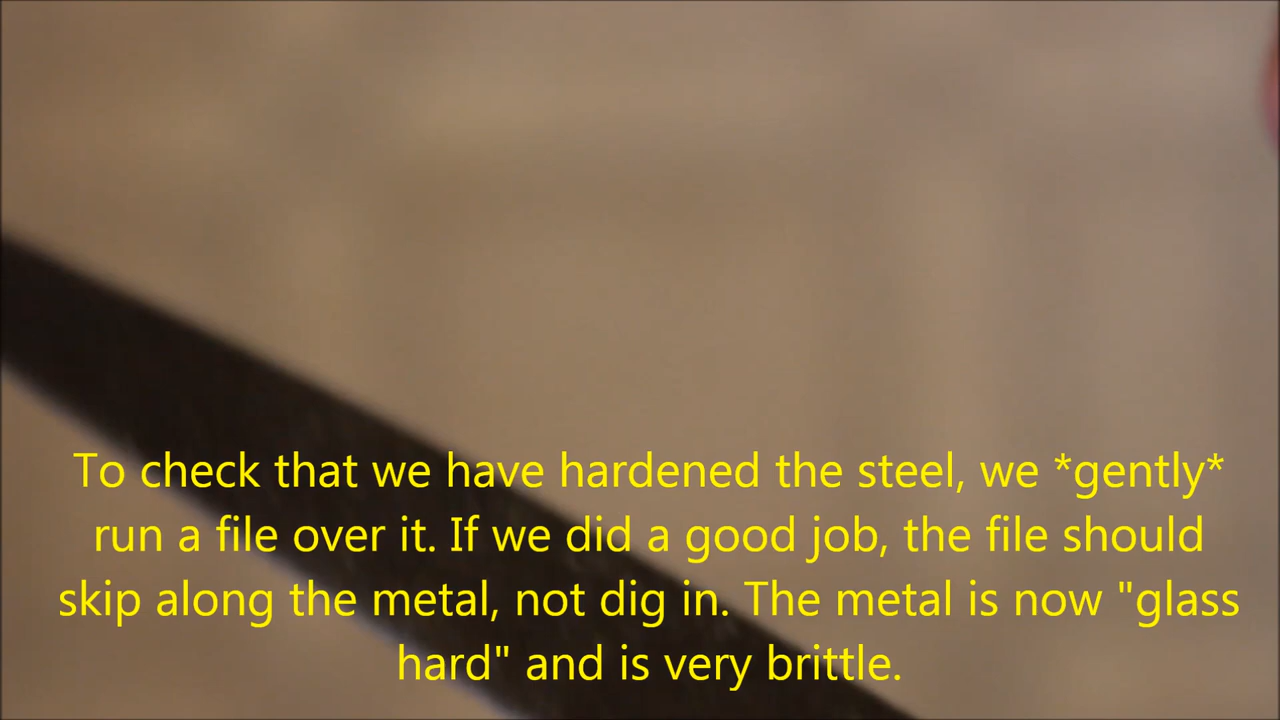 To check that we have hardened the steel, we *gently*
run a file over it. If we did a good job, the file should
skip along the metal, not dig in. The metal is now "glass
hard" and is very brittle.